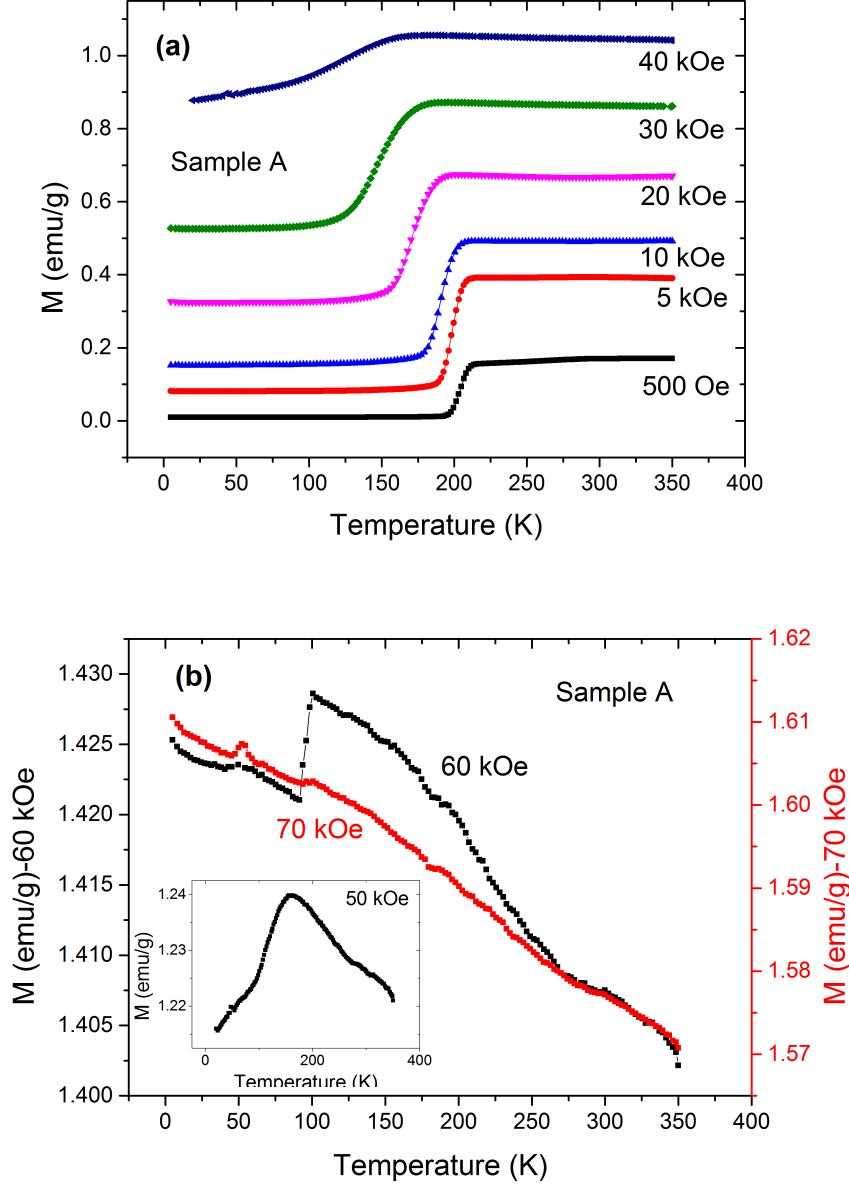 (a)
1.0
0.8
0.6
0.4
0.2
0.0
M (emu/g)
Sample A
40 kOe
30 kOe
20 kOe
10 kOe
5 kOe
500 Oe
0 50 100 150 200 250 300 350 400
Temperature (K)
(b)
Sample A
1.430
1.425
1.420
1.415
1.410
1.405
1.400
M (emu/g)-60 kOe
1.62
1.61
1.60
1.59
1.58
1.57
M (emu/g)-70 kOe
60 kOe
70 kOe
50 kOe
1.24
1.23
1.22
M (emu/g)
0 200 400
Temperature (K)
0 50 100 150 200 250 300 350 400
Temperature (K)